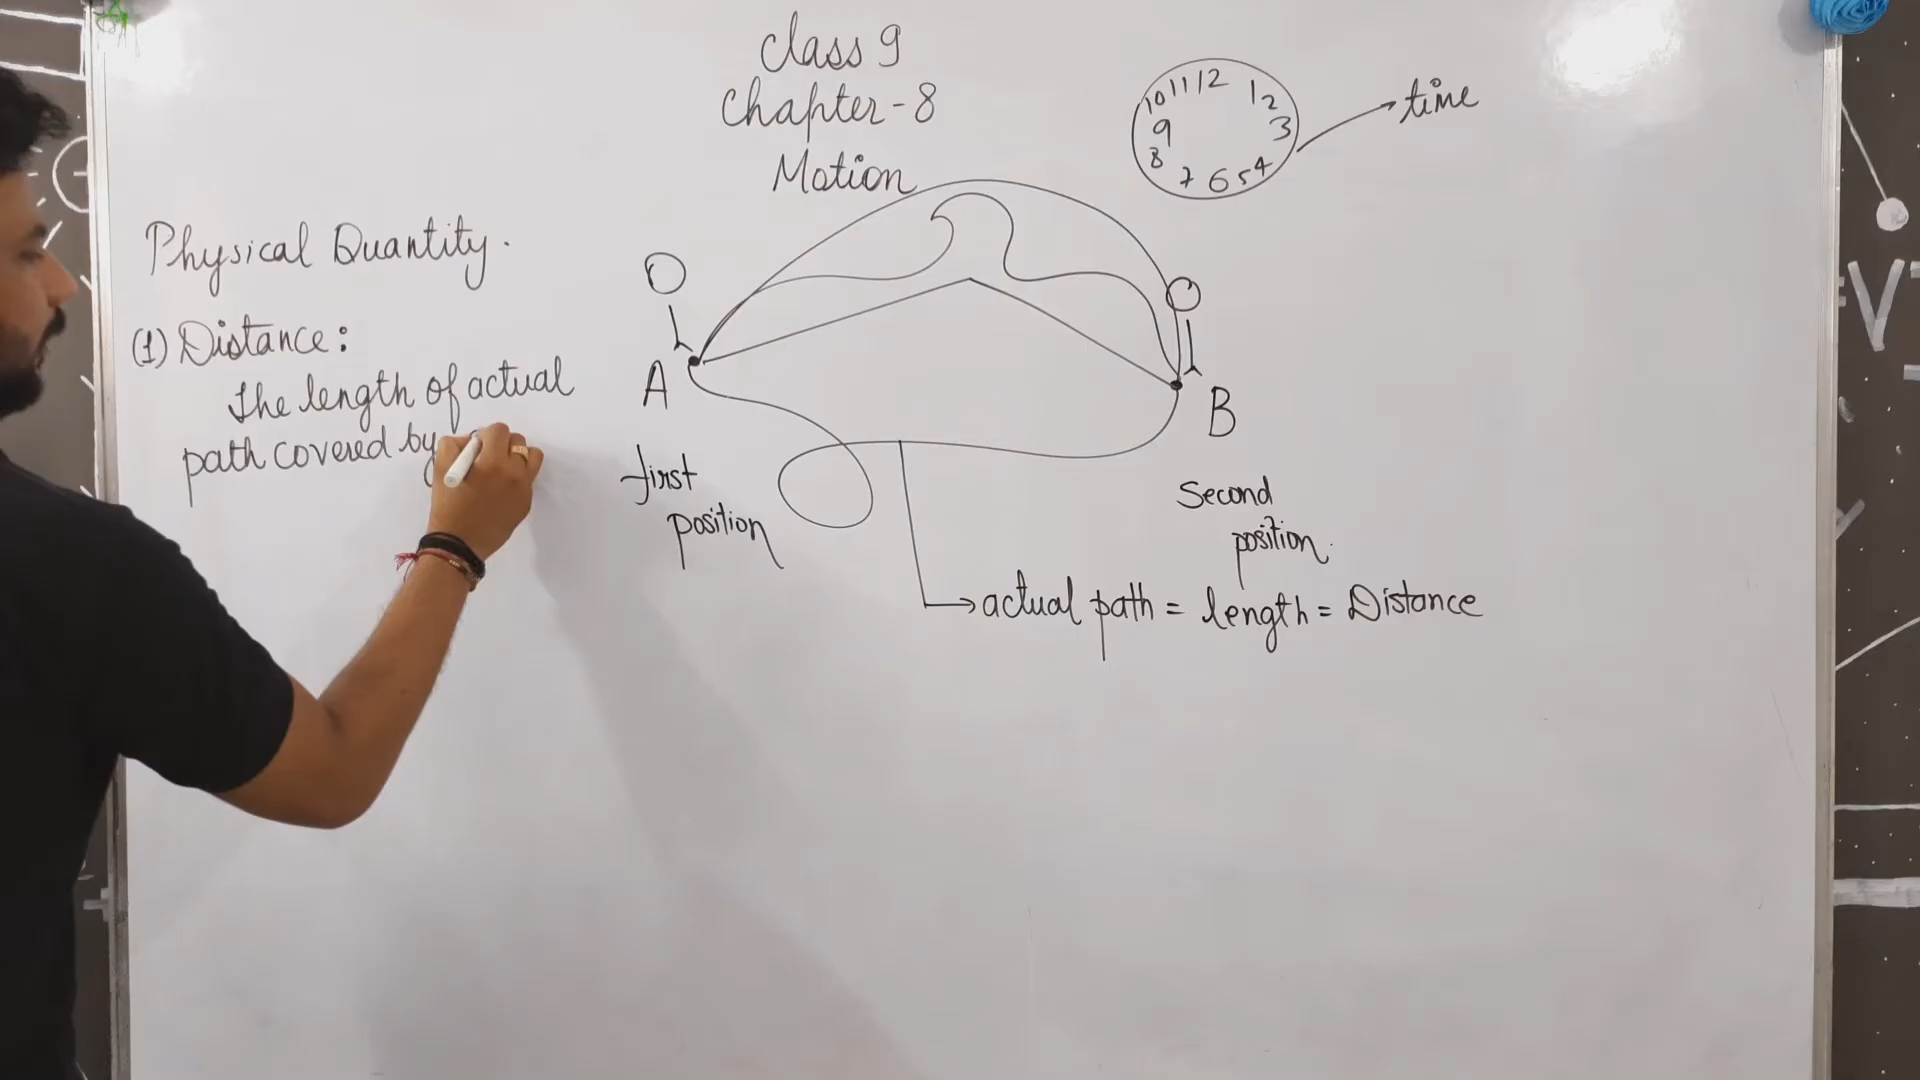 Class 9
Chapter-8
Motion
10 11 12 1 2
9 3
8 7 6 5 4
time
Physical Quantity.
(1) Distance:
The length of actual
path covered by
A
B
first
position
Second
position.
actual path = length = Distance
V